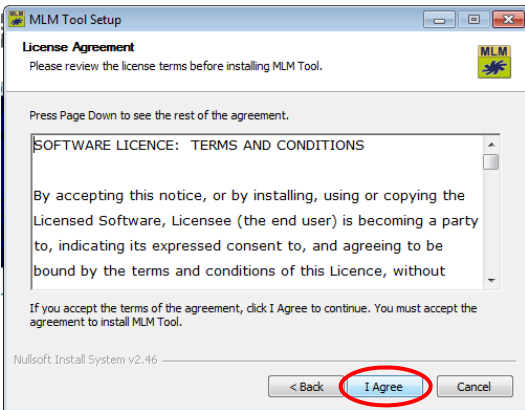 MLM Tool Setup
License Agreement
Please review the license terms before installing MLM Tool.
MLM
Press Page Down to see the rest of the agreement.
SOFTWARE LICENCE: TERMS AND CONDITIONS
By accepting this notice, or by installing, using or copying the
Licensed Software, Licensee (the end user) is becoming a party
to, indicating its expressed consent to, and agreeing to be
bound by the terms and conditions of this Licence, without
If you accept the terms of the agreement, click I Agree to continue. You must accept the
agreement to install MLM Tool.
Nullsoft Install System v2.46
< Back I Agree Cancel